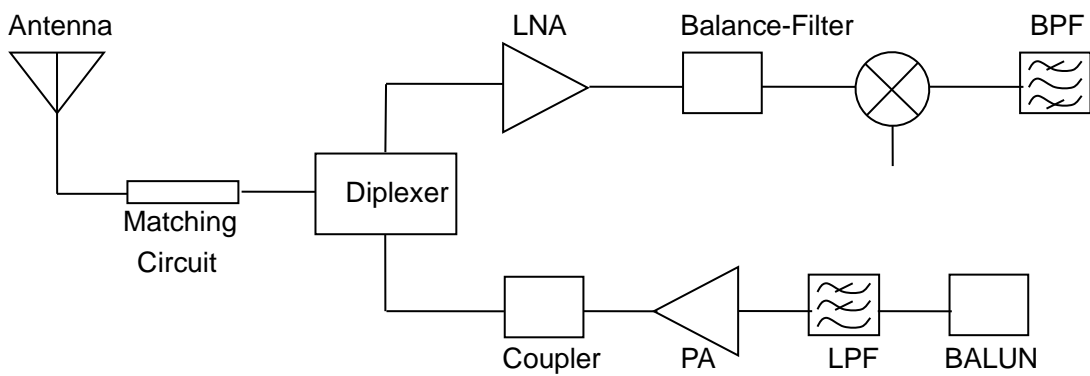 Antenna
LNA
Balance-Filter
BPF
Diplexer
Matching
Circuit
Coupler
PA
LPF
BALUN